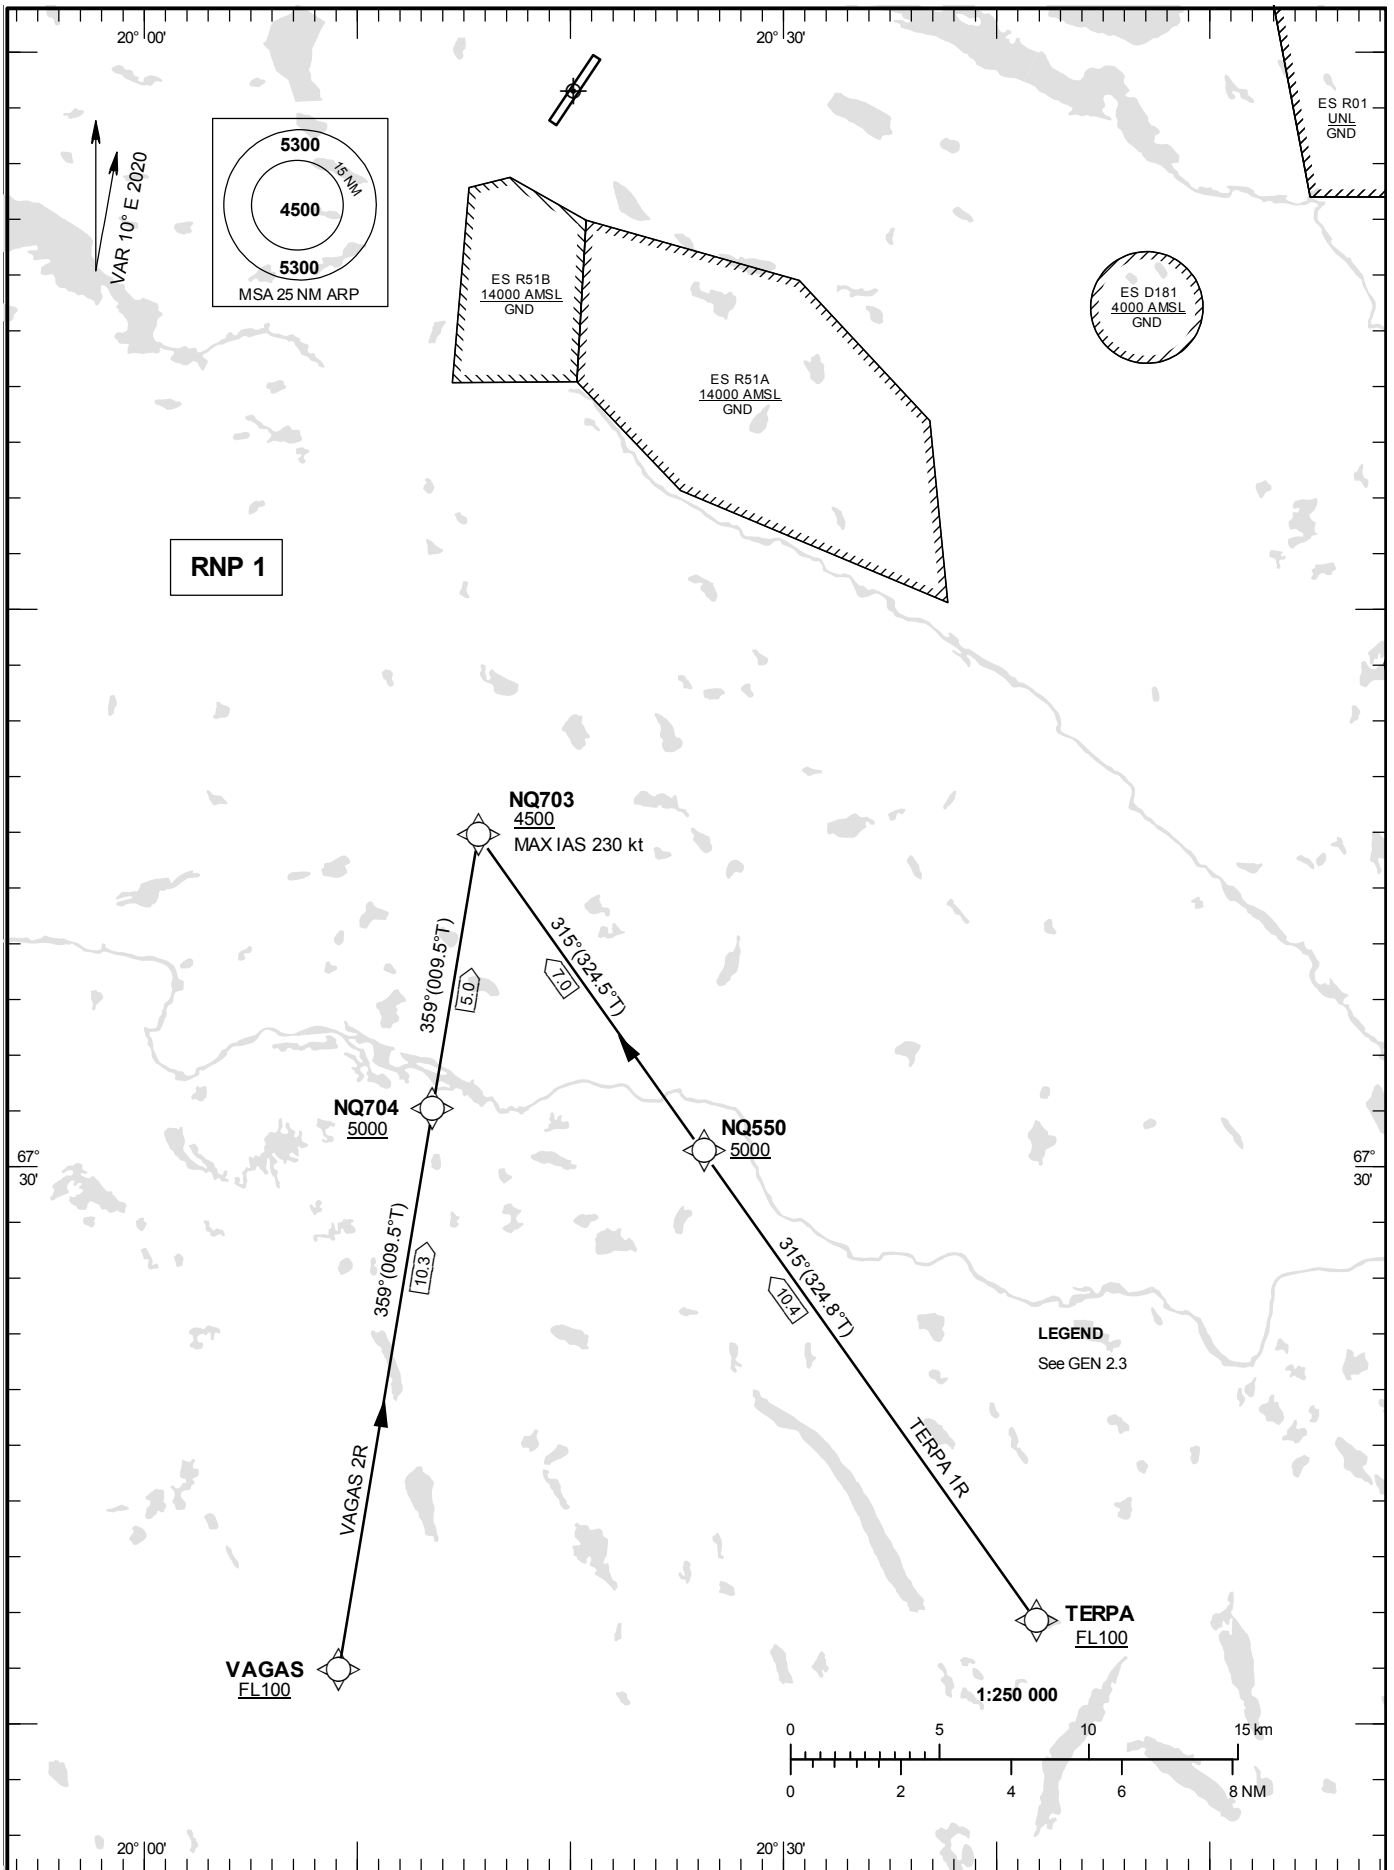 20° 00'
20° 30'
ES R01
UNL
GND
VAR 10° E 2020
5300
15 NM
4500
5300
MSA 25 NM ARP
ES R51B
14000 AMSL
GND
ES D181
4000 AMSL
GND
ES R51A
14000 AMSL
GND
RNP 1
NQ703
4500
MAX IAS 230 kt
359°(009.5°T)
5.0
315°(324.5°T)
7.0
NQ704
5000
NQ550
5000
67°
30'
67°
30'
359°(009.5°T)
10.3
315°(324.8°T)
10.4
LEGEND
See GEN 2.3
VAGAS 2R
TERPA 1R
TERPA
FL100
VAGAS
FL100
1:250 000
0 5 10 15 km
0 2 4 6 8 NM
20° 00'
20° 30'